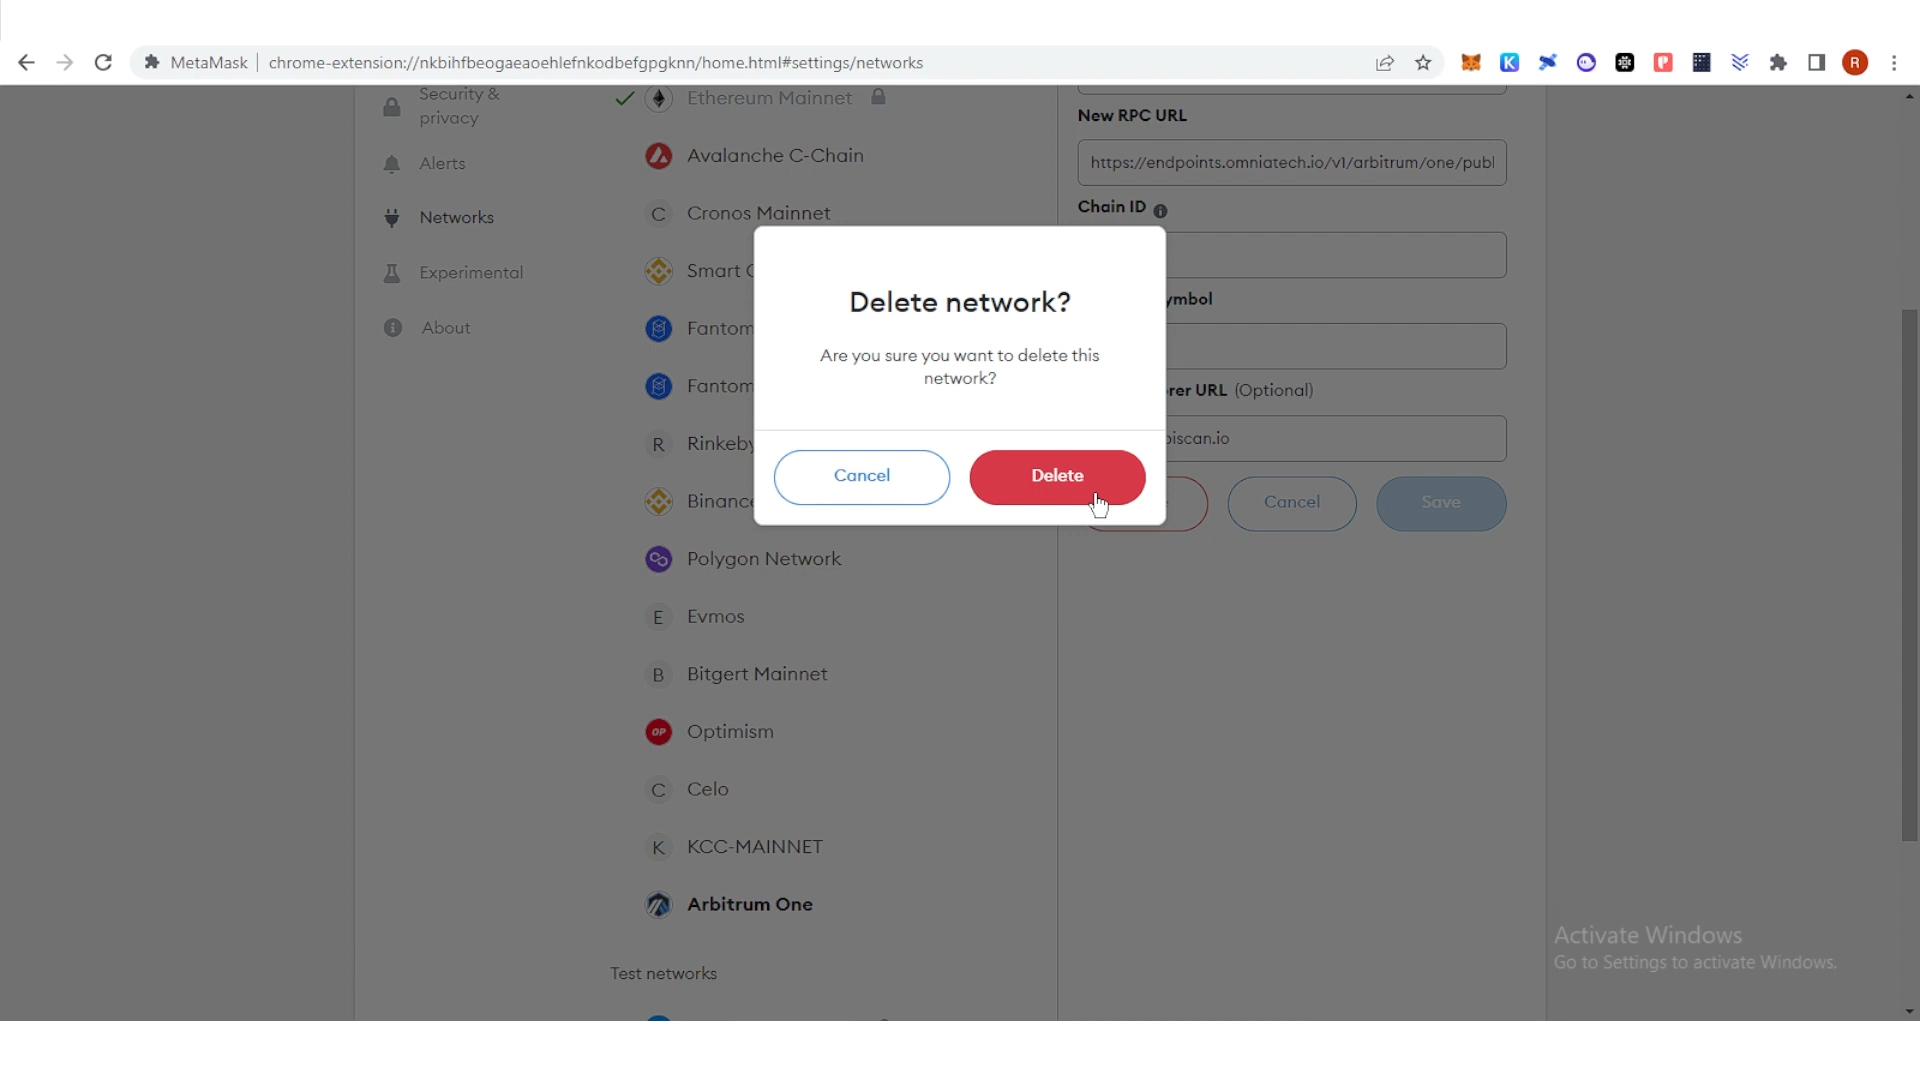 MetaMask
chrome-extension://nkbihfbeogaeaoehlefnkodbefgpgknn/home.html#settings/networks
K
P
R
Security &
privacy
Alerts
Networks
Experimental
About
Ethereum Mainnet
Avalanche C-Chain
C Cronos Mainnet
Smart C
Fantom
Fantom
R Rinkeby
Binance
Polygon Network
E Evmos
B Bitgert Mainnet
OP Optimism
C Celo
K KCC-MAINNET
Arbitrum One
Test networks
New RPC URL
https://endpoints.omniatech.io/v1/arbitrum/one/publ
Chain ID
ymbol
rer URL (Optional)
biscan.io
Cancel
Save
Delete network?
Are you sure you want to delete this
network?
Cancel
Delete
Activate Windows
Go to Settings to activate Windows.